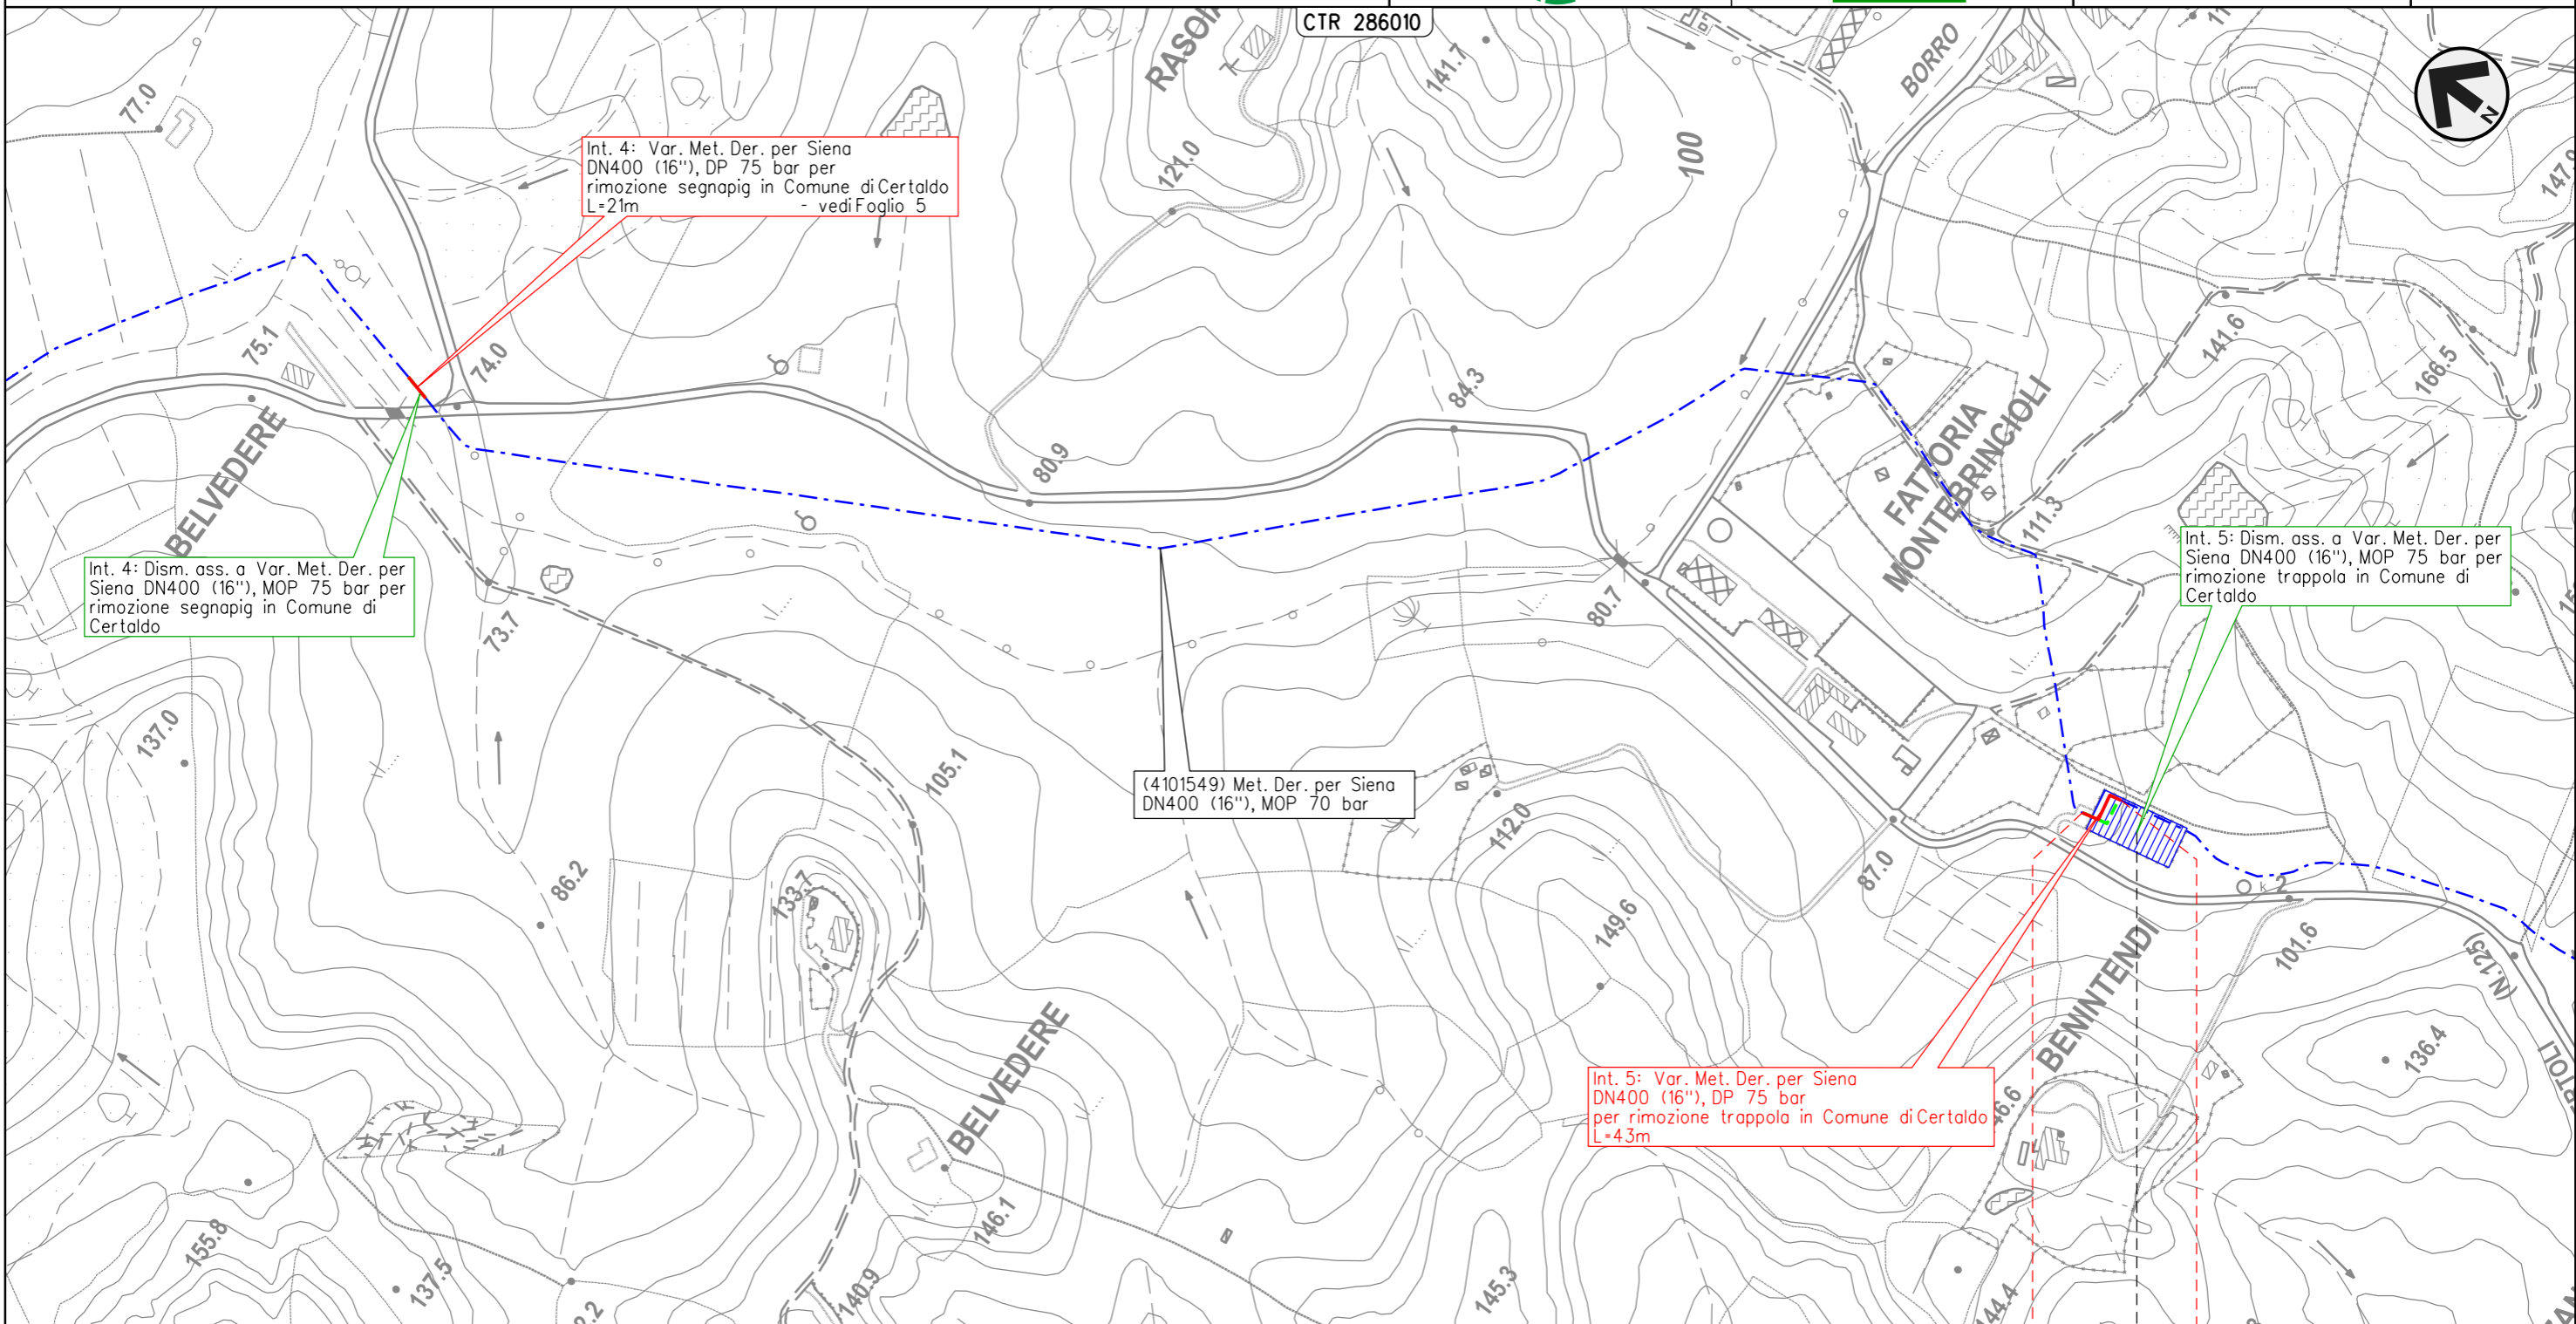 CTR 286010
RASOIA
BORRO
N
77.0
141.7
121.0
100
Int. 4: Var. Met. Der. per Siena
DN400 (16"), DP 75 bar per
rimozione segnapig in Comune di Certaldo
L=21m - vedi Foglio 5
75.1
74.0
84.3
80.9
141.6
166.5
BELVEDERE
FATTORIA
MONTEBRINCIOLI
111.3
Int. 4: Dism. ass. a Var. Met. Der. per
Siena DN400 (16"), MOP 75 bar per
rimozione segnapig in Comune di
Certaldo
Int. 5: Dism. ass. a Var. Met. Der. per
Siena DN400 (16"), MOP 75 bar per
rimozione trappola in Comune di
Certaldo
73.7
80.7
137.0
105.1
(4101549) Met. Der. per Siena
DN400 (16"), MOP 70 bar
112.0
86.2
133.7
87.0
149.6
k 2
101.6
(N.125)
BENINTENDI
BELVEDERE
136.4
Int. 5: Var. Met. Der. per Siena
DN400 (16"), DP 75 bar
per rimozione trappola in Comune di Certaldo
L=43m
46.6
146.1
155.8
137.5
140.9
145.3
144.4
2.2